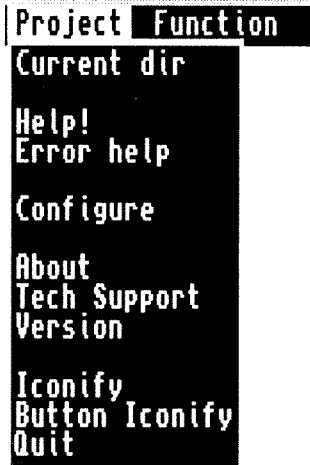 Project Function
Current dir
Help!
Error help
Configure
About
Tech Support
Version
Iconify
Button Iconify
Quit